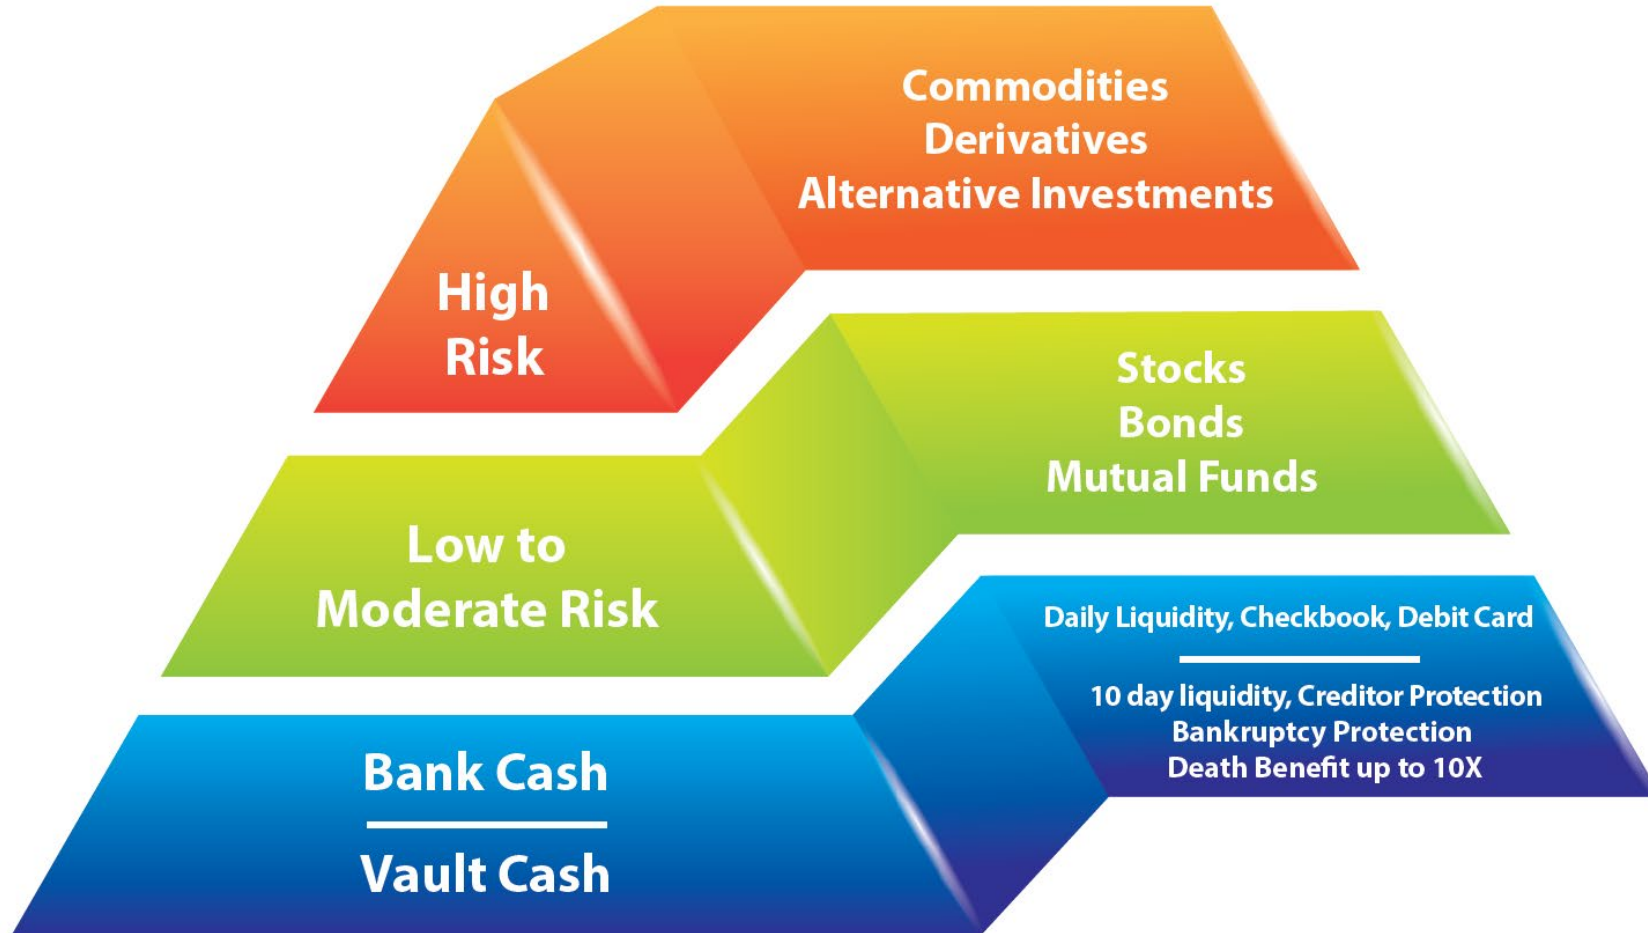 Commodities
Derivatives
Alternative Investments
High
Risk
Stocks
Bonds
Mutual Funds
Low to
Moderate Risk
Daily Liquidity, Checkbook, Debit Card
10 day liquidity, Creditor Protection
Bankruptcy Protection
Death Benefit up to 10X
Bank Cash
Vault Cash